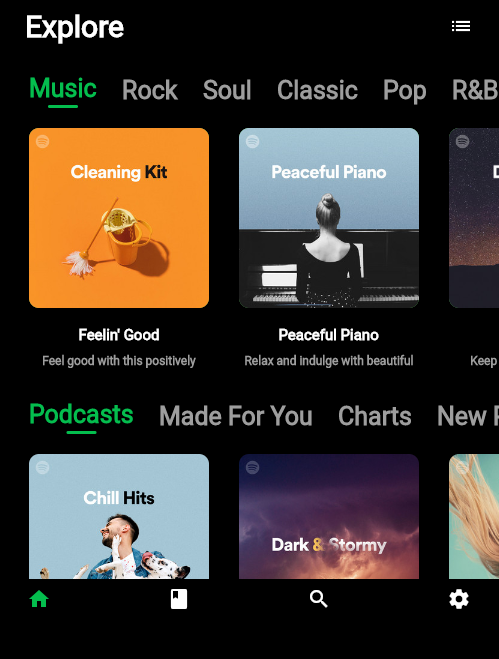 Explore
Music Rock Soul Classic Pop R&B
Cleaning Kit
Peaceful Piano
Feelin' Good
Peaceful Piano
Feel good with this positively
Relax and indulge with beautiful
Keep
Podcasts Made For You Charts New
Chill Hits
Dark & Stormy